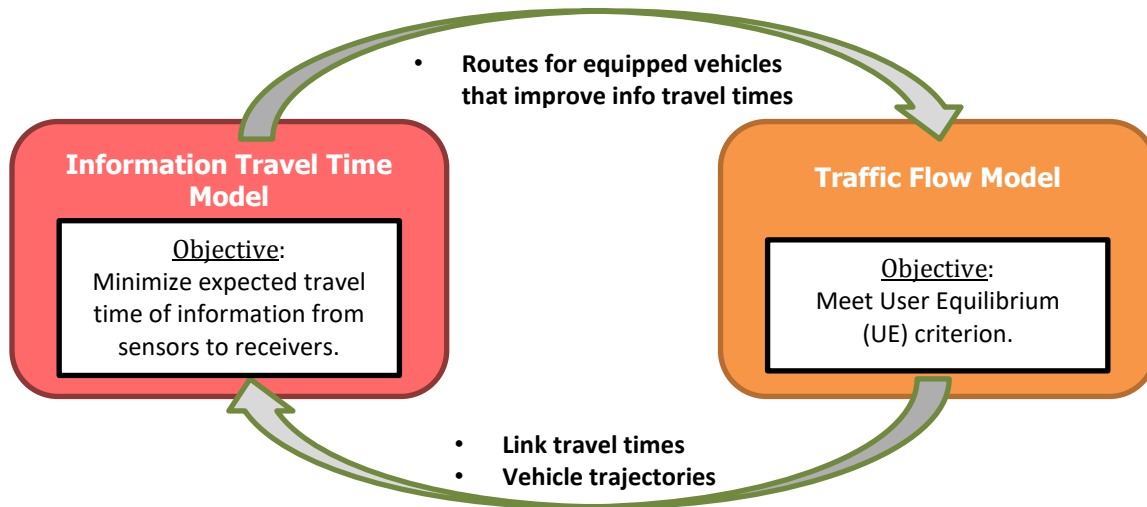 • Routes for equipped vehicles
that improve info travel times
Information Travel Time
Model
Objective:
Minimize expected travel
time of information from
sensors to receivers.
Traffic Flow Model
Objective:
Meet User Equilibrium
(UE) criterion.
• Link travel times
• Vehicle trajectories